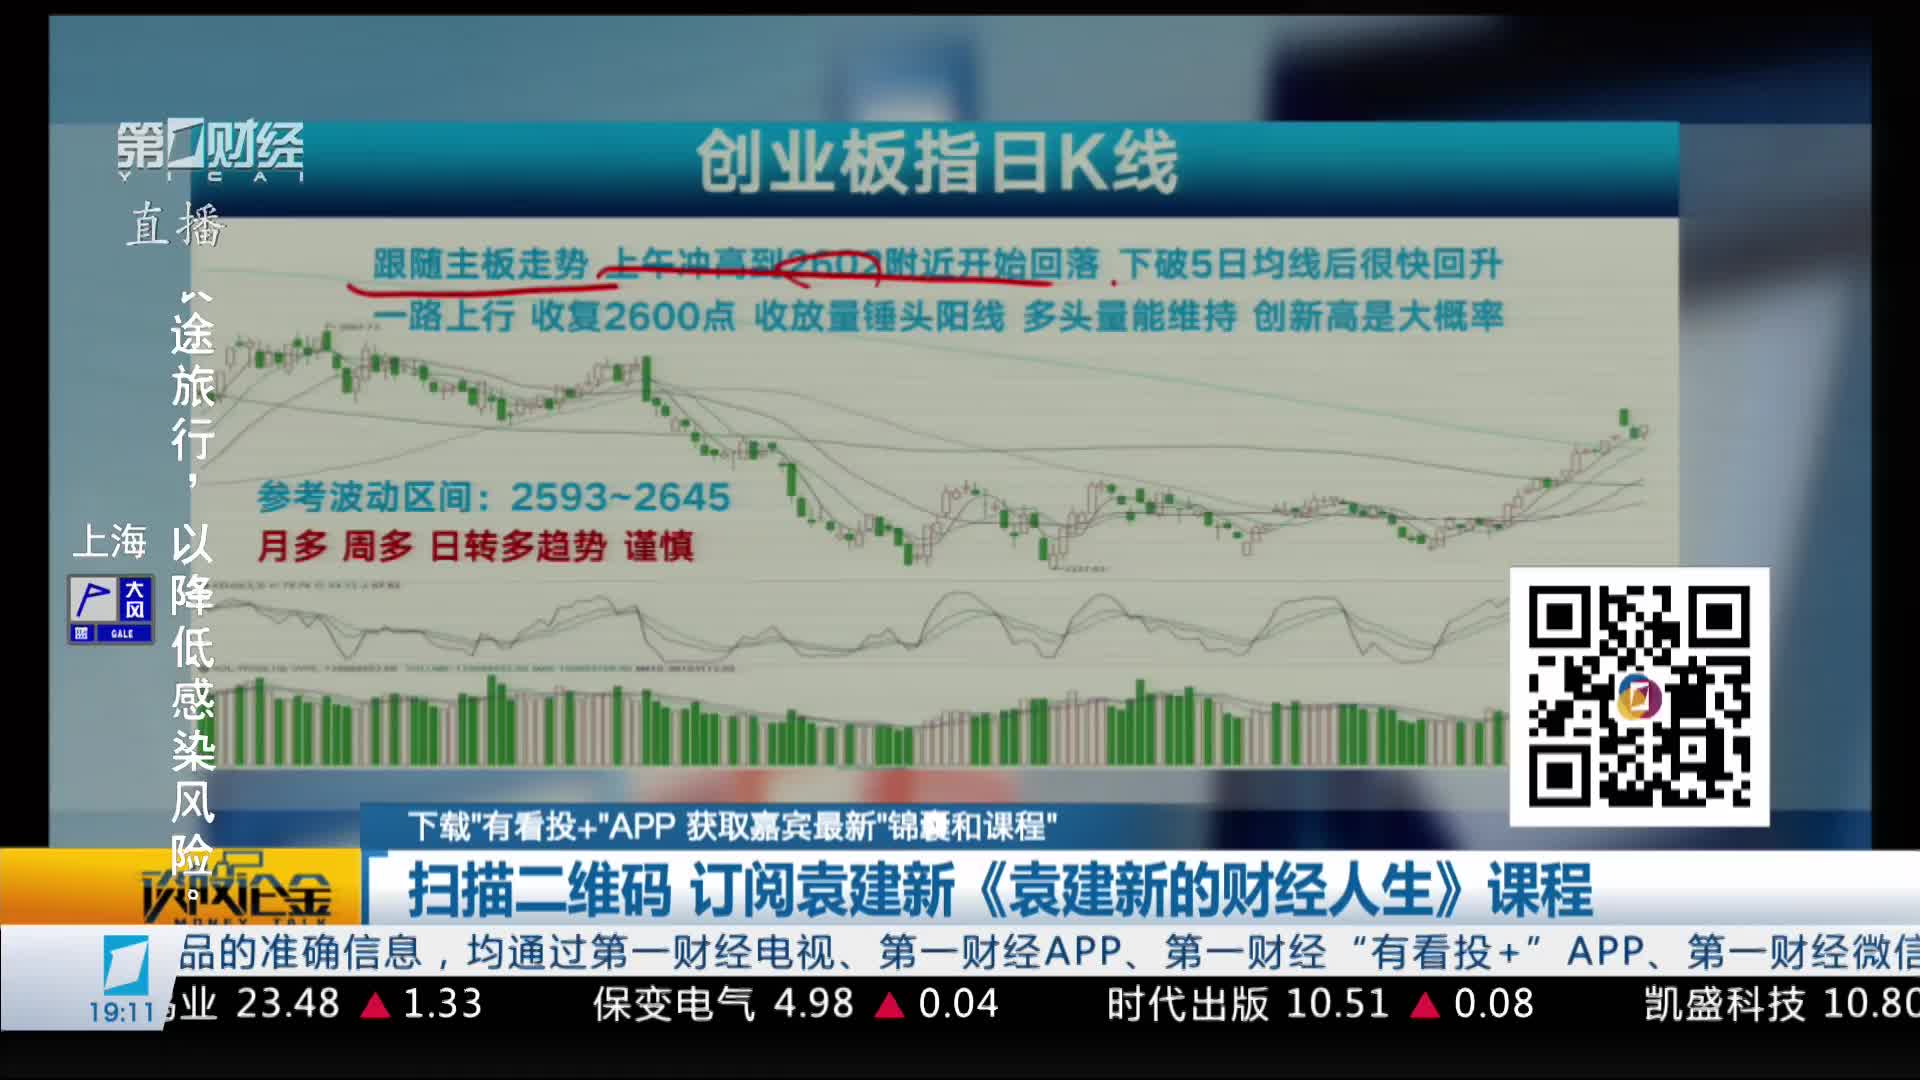 第一财经
YICAI
直播
创业板指日K线
跟随主板走势 上午冲高到2602附近开始回落 下破5日均线后很快回升
一路上行 收复2600点 收放量锤头阳线 多头量能维持 创新高是大概率
途旅行，以降低感染风险。
参考波动区间：2593~2645
月多 周多 日转多趋势 谨慎
上海
大风
蓝 GALE
下载"有看投+"APP 获取嘉宾最新"锦囊和课程"
谈股论金
MONEY TALK
扫描二维码 订阅袁建新《袁建新的财经人生》课程
品的准确信息，均通过第一财经电视、第一财经APP、第一财经“有看投+”APP、第一财经微信
19:11
业 23.48 ▲ 1.33 保变电气 4.98 ▲ 0.04 时代出版 10.51 ▲ 0.08 凯盛科技 10.80